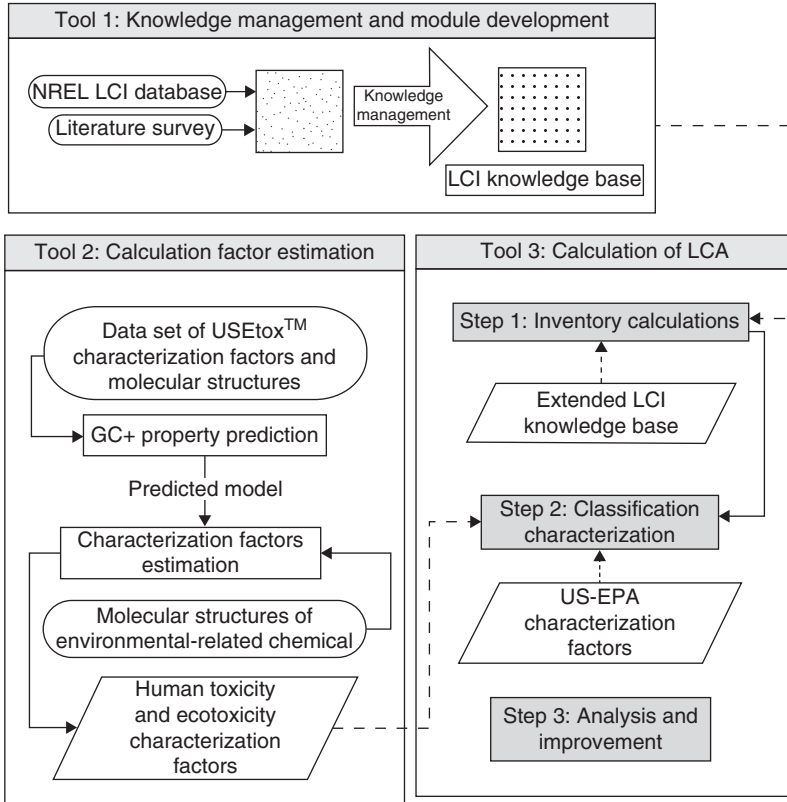 Tool 1: Knowledge management and module development
NREL LCI database
Literature survey
Knowledge
management
LCI knowledge base
Tool 2: Calculation factor estimation
Data set of USEtox™
characterization factors and
molecular structures
GC+ property prediction
Predicted model
Characterization factors
estimation
Molecular structures of
environmental-related chemical
Human toxicity
and ecotoxicity
characterization
factors
Tool 3: Calculation of LCA
Step 1: Inventory calculations
Extended LCI
knowledge base
Step 2: Classification
characterization
US-EPA
characterization
factors
Step 3: Analysis and
improvement